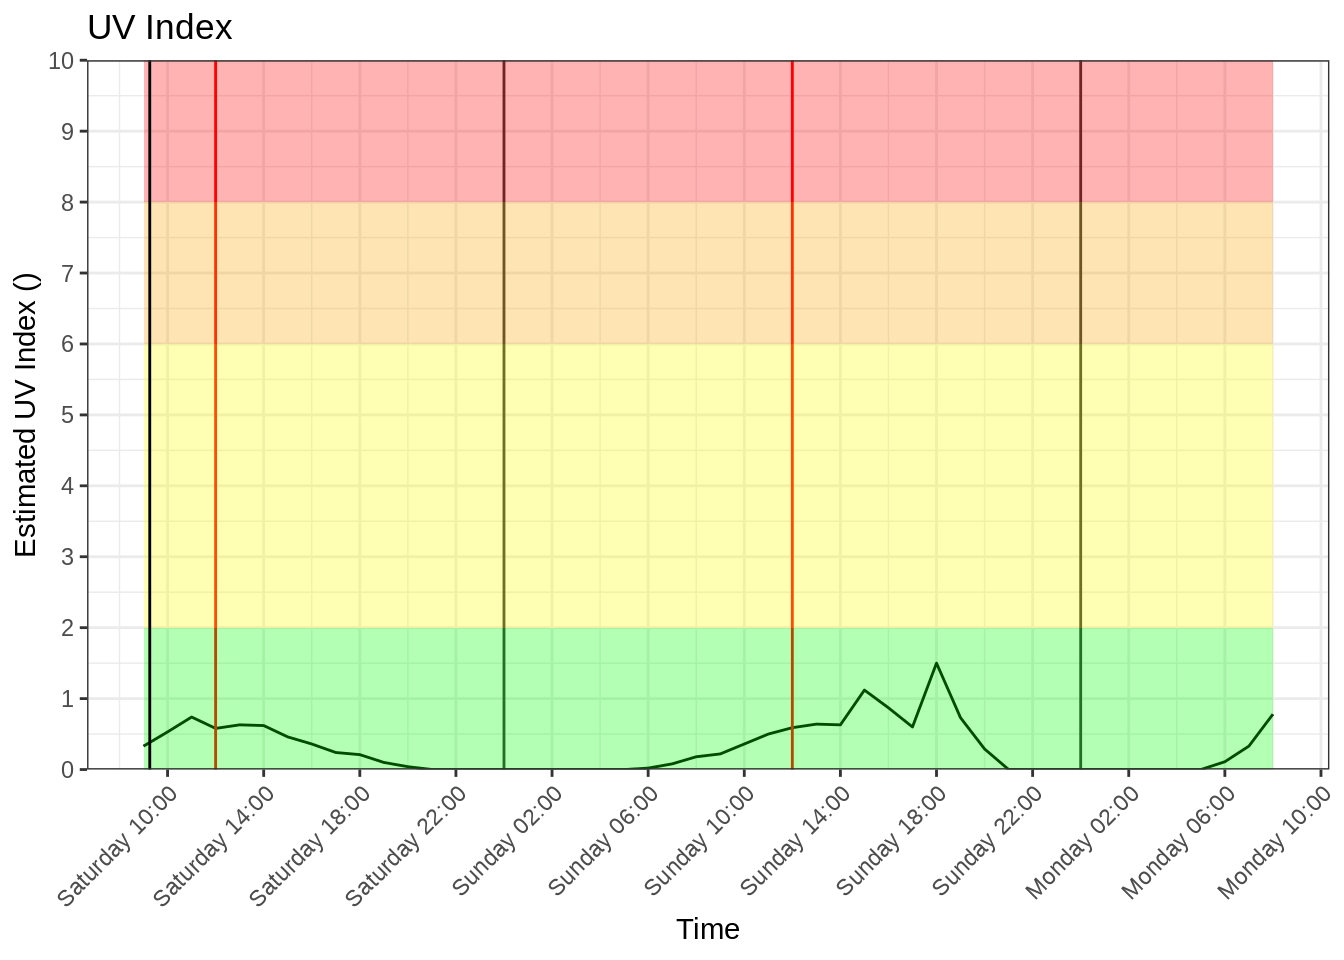 UV Index
Estimated UV Index ()
10
9
8
7
6
5
4
3
2
1
0
Saturday 10:00
Saturday 14:00
Saturday 18:00
Saturday 22:00
Sunday 02:00
Sunday 06:00
Sunday 10:00
Sunday 14:00
Sunday 18:00
Sunday 22:00
Monday 02:00
Monday 06:00
Monday 10:00
Time